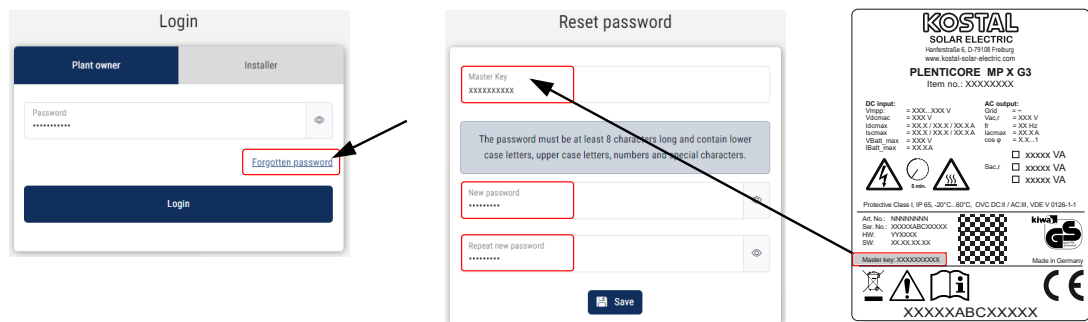 Login
Plant owner
Installer
Password
•••••••••••
Forgotten password
Login
Reset password
Master Key
xxxxxxxxxx
The password must be at least 8 characters long and contain lower
case letters, upper case letters, numbers and special characters.
New password
•••••••••
Repeat new password
•••••••••
Save
KOSTAL
SOLAR ELECTRIC
Hanferstraße 6, D-79108 Freiburg
www.kostal-solar-electric.com
PLENTICORE MP X G3
Item no.: XXXXXXXX
DC input:
Vmpp: = XXX...XXX V
Vdcmac = XXX V
Idcmax = XX.X / XX.X / XX.X A
Iscmax = XX.X / XX.X / XX.X A
VBatt_max = XXX V
IBatt_max = XX.X A
AC output:
Grid = ~
Vac,r = XXX V
fr = XX Hz
Iacmax = XX.X A
cos φ = X.X...1
Sac,r
xxxxx VA
xxxxx VA
xxxxx VA
5 min.
Protective Class I, IP 65, -20°C...60°C, OVC DC:II / AC:III, VDE V 0126-1-1
Art. No.: NNNNNNNN
Ser. No.: XXXXXABCXXXXX
HW: YYXXXX
SW: XX.XX.XX.XX
Master key: XXXXXXXXXX
kiwa
GS
Made in Germany
i
CE
XXXXXABCXXXXX